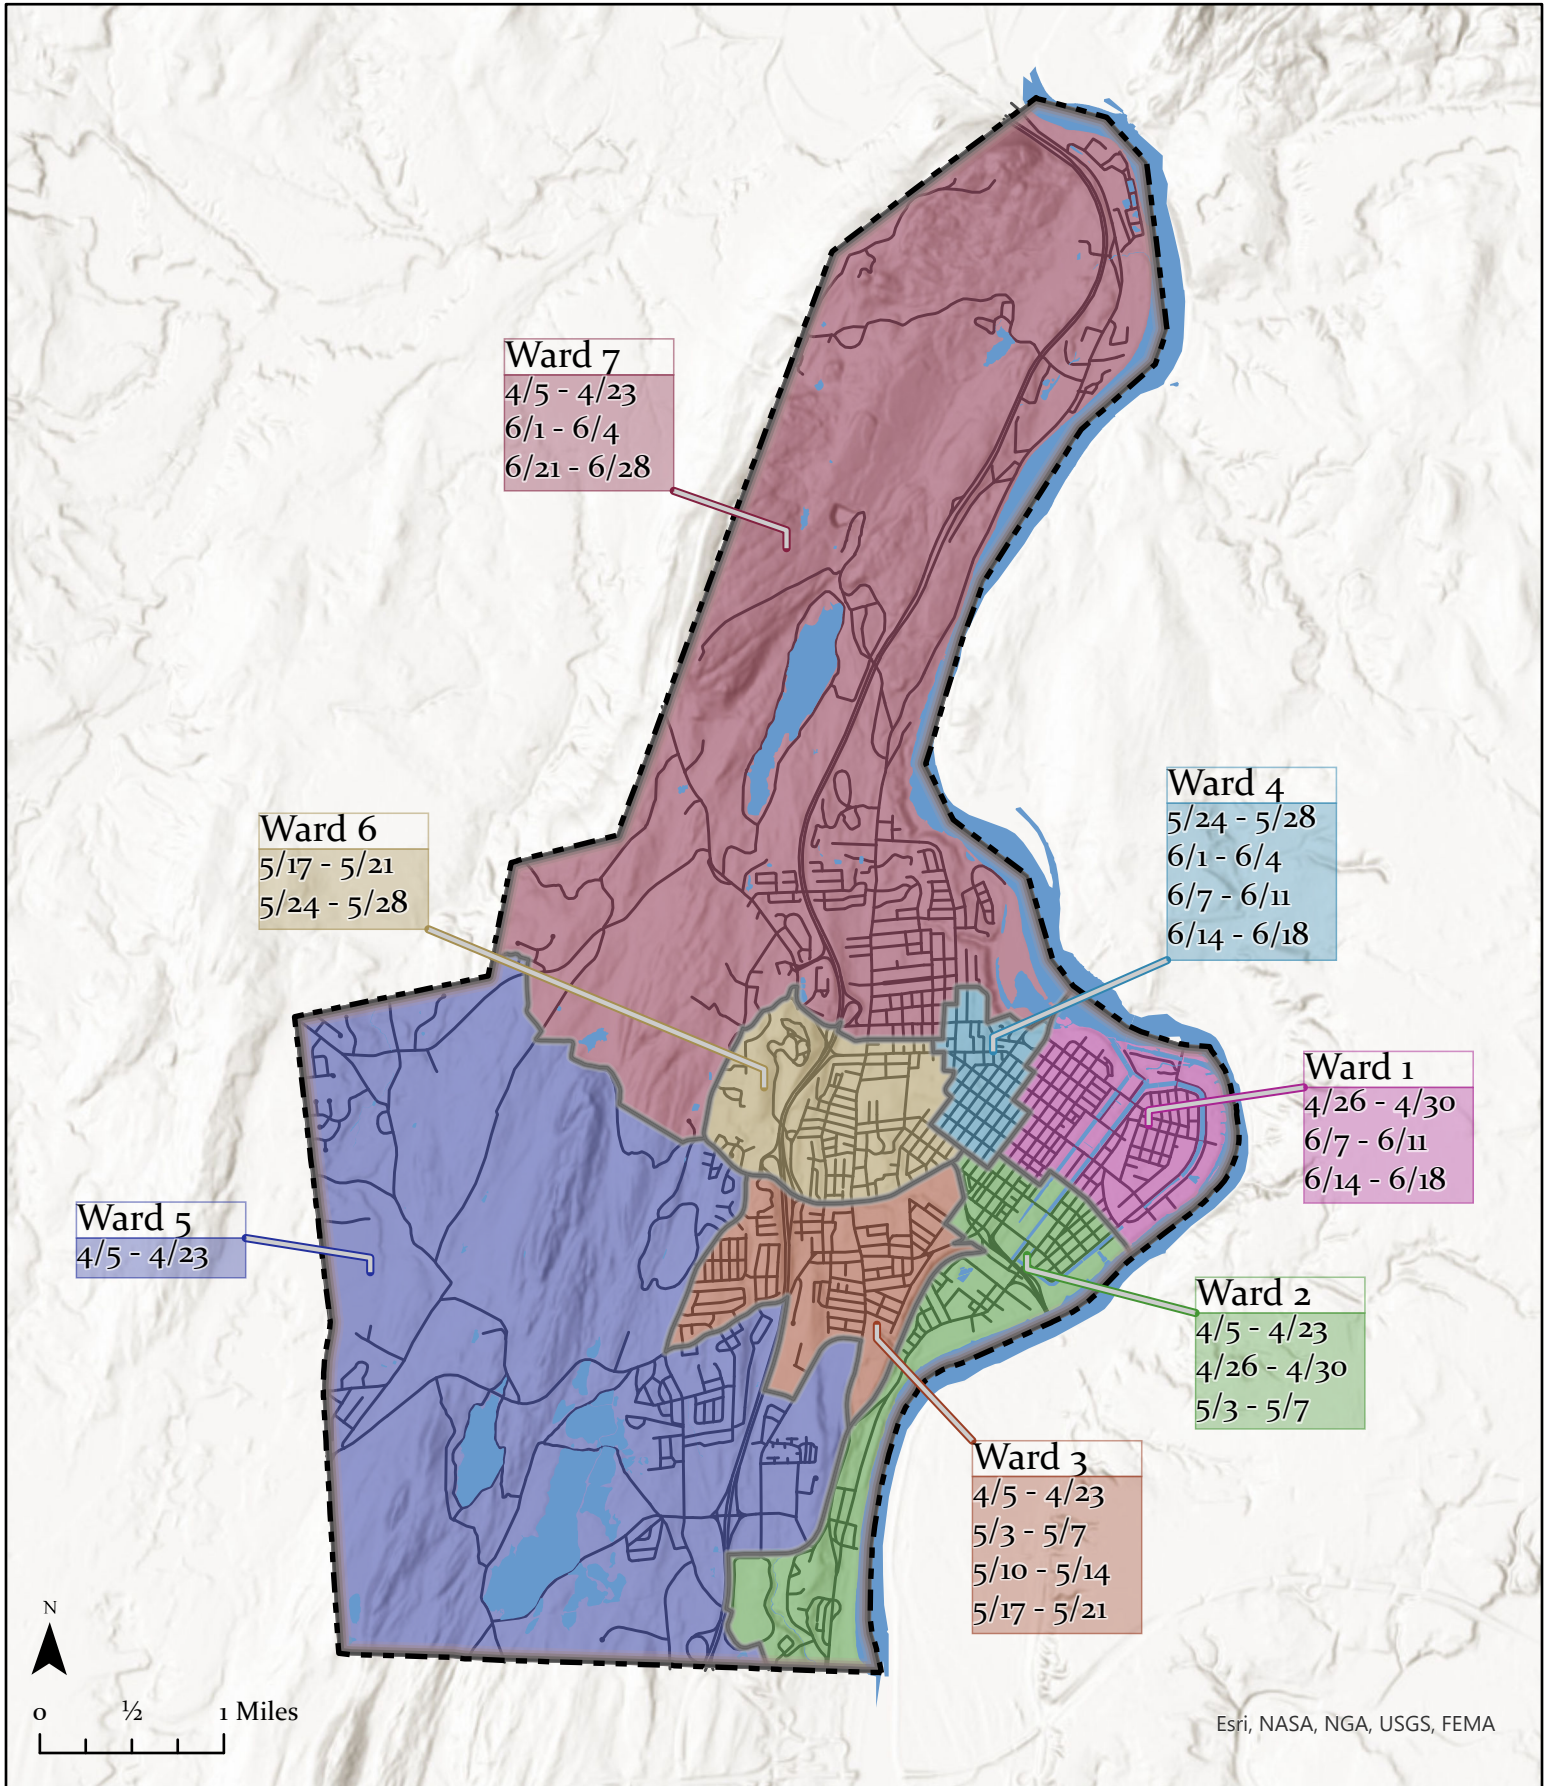 Ward 7
4/5 - 4/23
6/1 - 6/4
6/21 - 6/28
Ward 4
5/24 - 5/28
6/1 - 6/4
6/7 - 6/11
6/14 - 6/18
Ward 6
5/17 - 5/21
5/24 - 5/28
Ward 1
4/26 - 4/30
6/7 - 6/11
6/14 - 6/18
Ward 5
4/5 - 4/23
Ward 2
4/5 - 4/23
4/26 - 4/30
5/3 - 5/7
Ward 3
4/5 - 4/23
5/3 - 5/7
5/10 - 5/14
5/17 - 5/21
N
0 ½ 1 Miles
Esri, NASA, NGA, USGS, FEMA